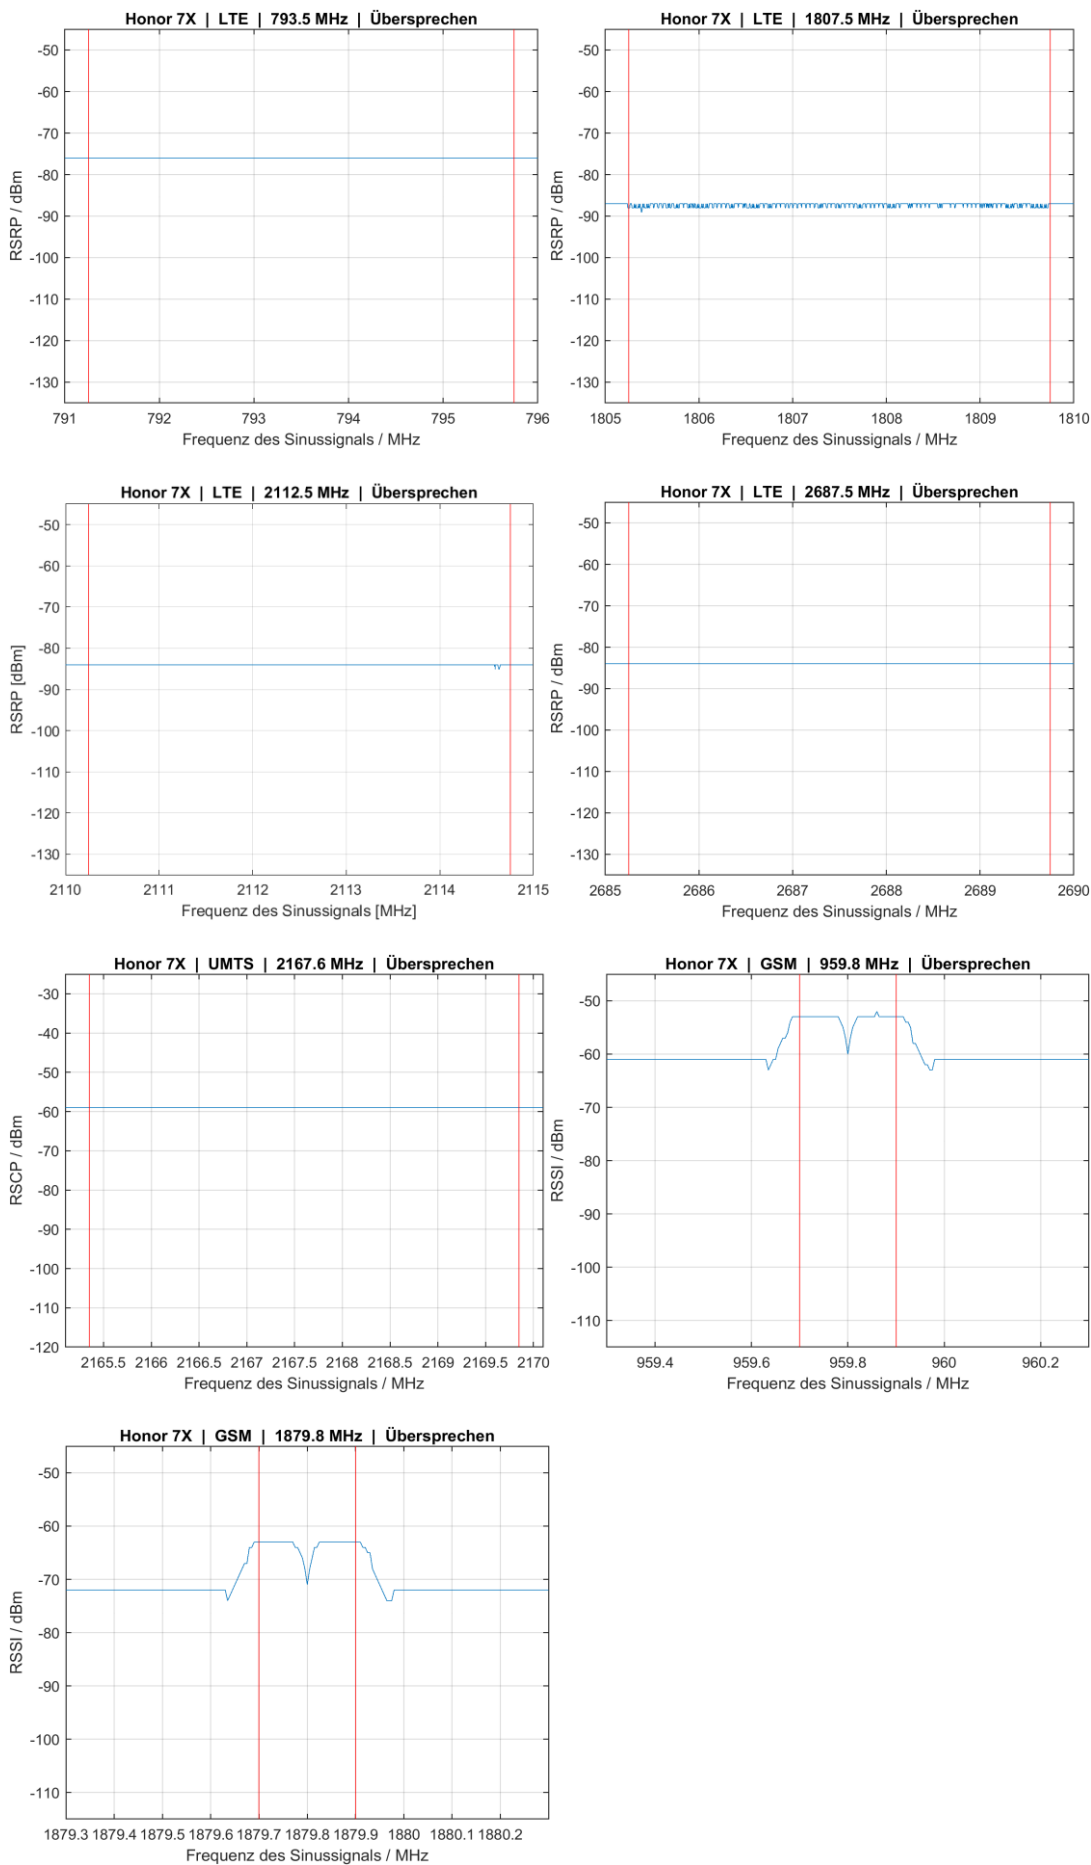 Honor 7X | LTE | 793.5 MHz | Übersprechen
-50
-60
-70
-80
-90
-100
-110
-120
-130
RSRP / dBm
791 792 793 794 795 796
Frequenz des Sinussignals / MHz
Honor 7X | LTE | 1807.5 MHz | Übersprechen
-50
-60
-70
-80
-90
-100
-110
-120
-130
RSRP / dBm
1805 1806 1807 1808 1809 1810
Frequenz des Sinussignals / MHz
Honor 7X | LTE | 2112.5 MHz | Übersprechen
-50
-60
-70
-80
-90
-100
-110
-120
-130
RSRP [dBm]
2110 2111 2112 2113 2114 2115
Frequenz des Sinussignals [MHz]
Honor 7X | LTE | 2687.5 MHz | Übersprechen
-50
-60
-70
-80
-90
-100
-110
-120
-130
RSRP / dBm
2685 2686 2687 2688 2689 2690
Frequenz des Sinussignals / MHz
Honor 7X | UMTS | 2167.6 MHz | Übersprechen
-30
-40
-50
-60
-70
-80
-90
-100
-110
-120
RSCP / dBm
2165.5 2166 2166.5 2167 2167.5 2168 2168.5 2169 2169.5 2170
Frequenz des Sinussignals / MHz
Honor 7X | GSM | 959.8 MHz | Übersprechen
-50
-60
-70
-80
-90
-100
-110
RSSI / dBm
959.4 959.6 959.8 960 960.2
Frequenz des Sinussignals / MHz
Honor 7X | GSM | 1879.8 MHz | Übersprechen
-50
-60
-70
-80
-90
-100
-110
RSSI / dBm
1879.3 1879.4 1879.5 1879.6 1879.7 1879.8 1879.9 1880 1880.1 1880.2
Frequenz des Sinussignals / MHz